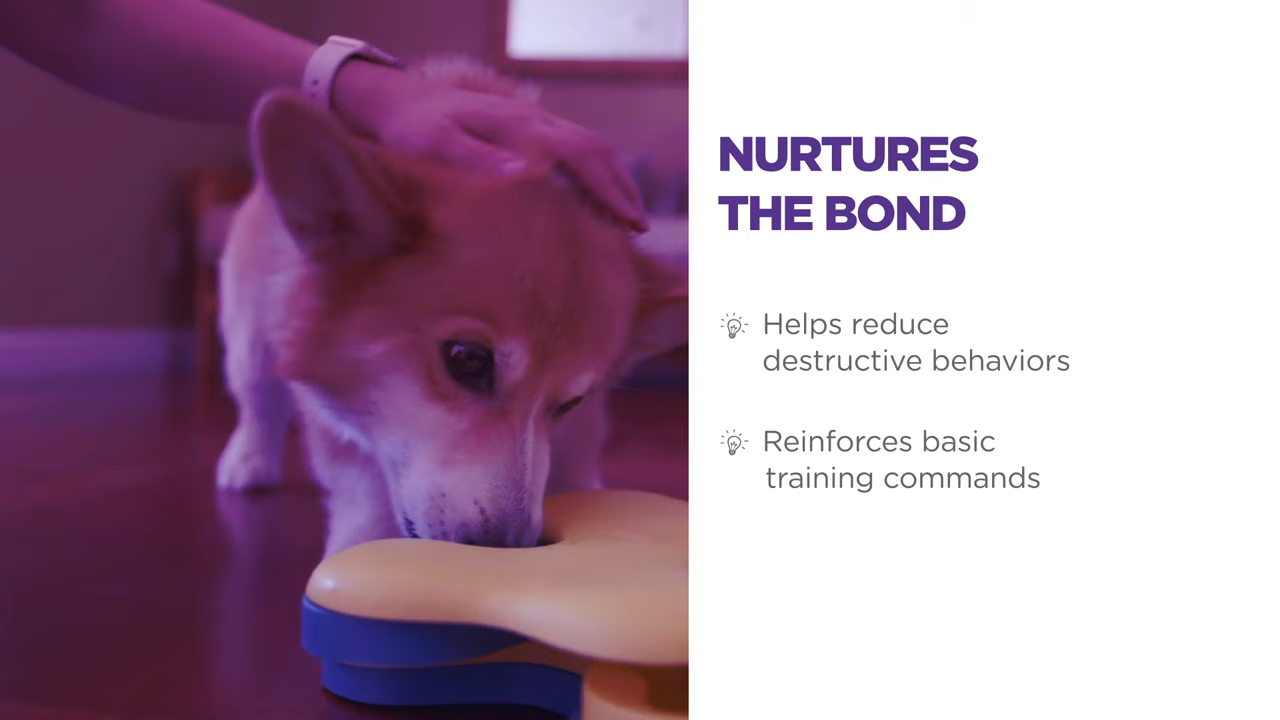 NURTURES
THE BOND
Helps reduce
destructive behaviors
Reinforces basic
training commands